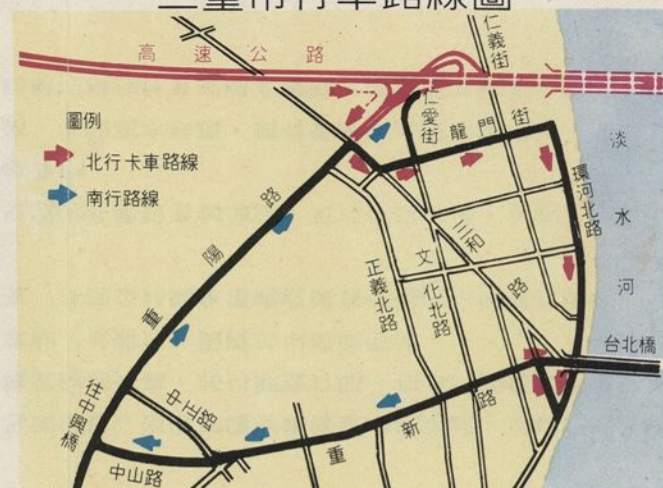 三重市行車路線圖
高速公路
仁義街
圖例
北行卡車路線
南行路線
仁愛街
龍門街
淡水河
環河北路
重陽路
三和路
文化北路
正義北路
台北橋
往中興橋
中正路
重新路
中山路